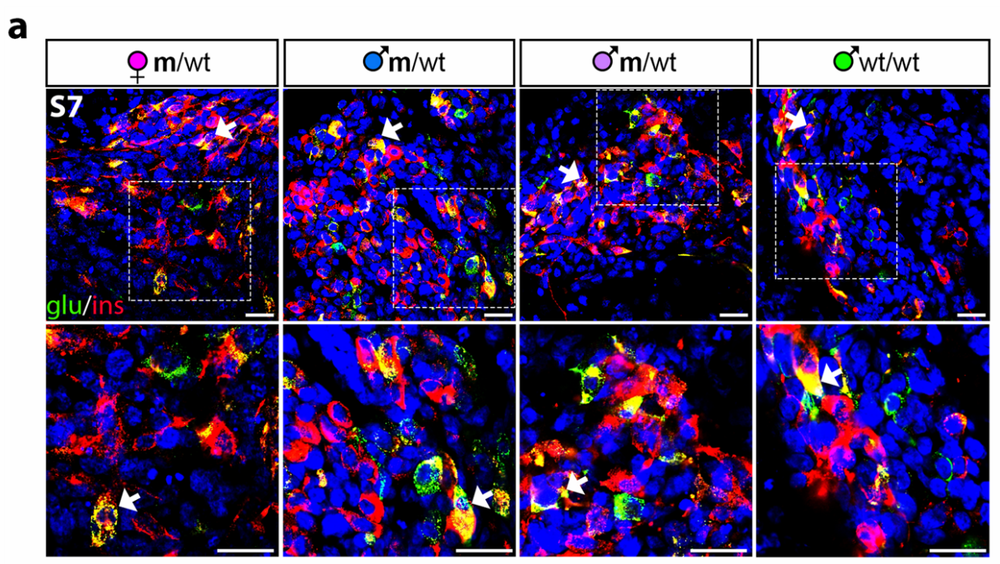 a
♀ m/wt
♂ m/wt
♂ m/wt
♂ wt/wt
S7
glu/ins